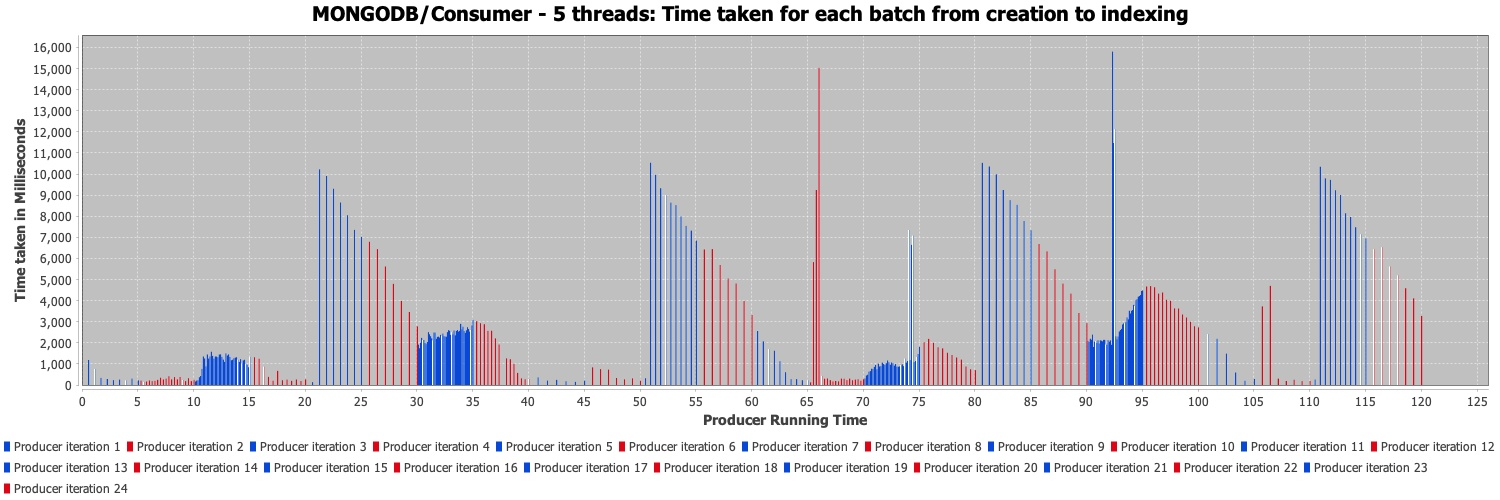 MONGODB/Consumer - 5 threads: Time taken for each batch from creation to indexing
Time taken in Milliseconds
16,000
15,000
14,000
13,000
12,000
11,000
10,000
9,000
8,000
7,000
6,000
5,000
4,000
3,000
2,000
1,000
0
0 5 10 15 20 25 30 35 40 45 50 55 60 65 70 75 80 85 90 95 100 105 110 115 120 125
Producer Running Time
Producer iteration 1 Producer iteration 2 Producer iteration 3 Producer iteration 4 Producer iteration 5 Producer iteration 6 Producer iteration 7 Producer iteration 8 Producer iteration 9 Producer iteration 10 Producer iteration 11 Producer iteration 12
Producer iteration 13 Producer iteration 14 Producer iteration 15 Producer iteration 16 Producer iteration 17 Producer iteration 18 Producer iteration 19 Producer iteration 20 Producer iteration 21 Producer iteration 22 Producer iteration 23
Producer iteration 24